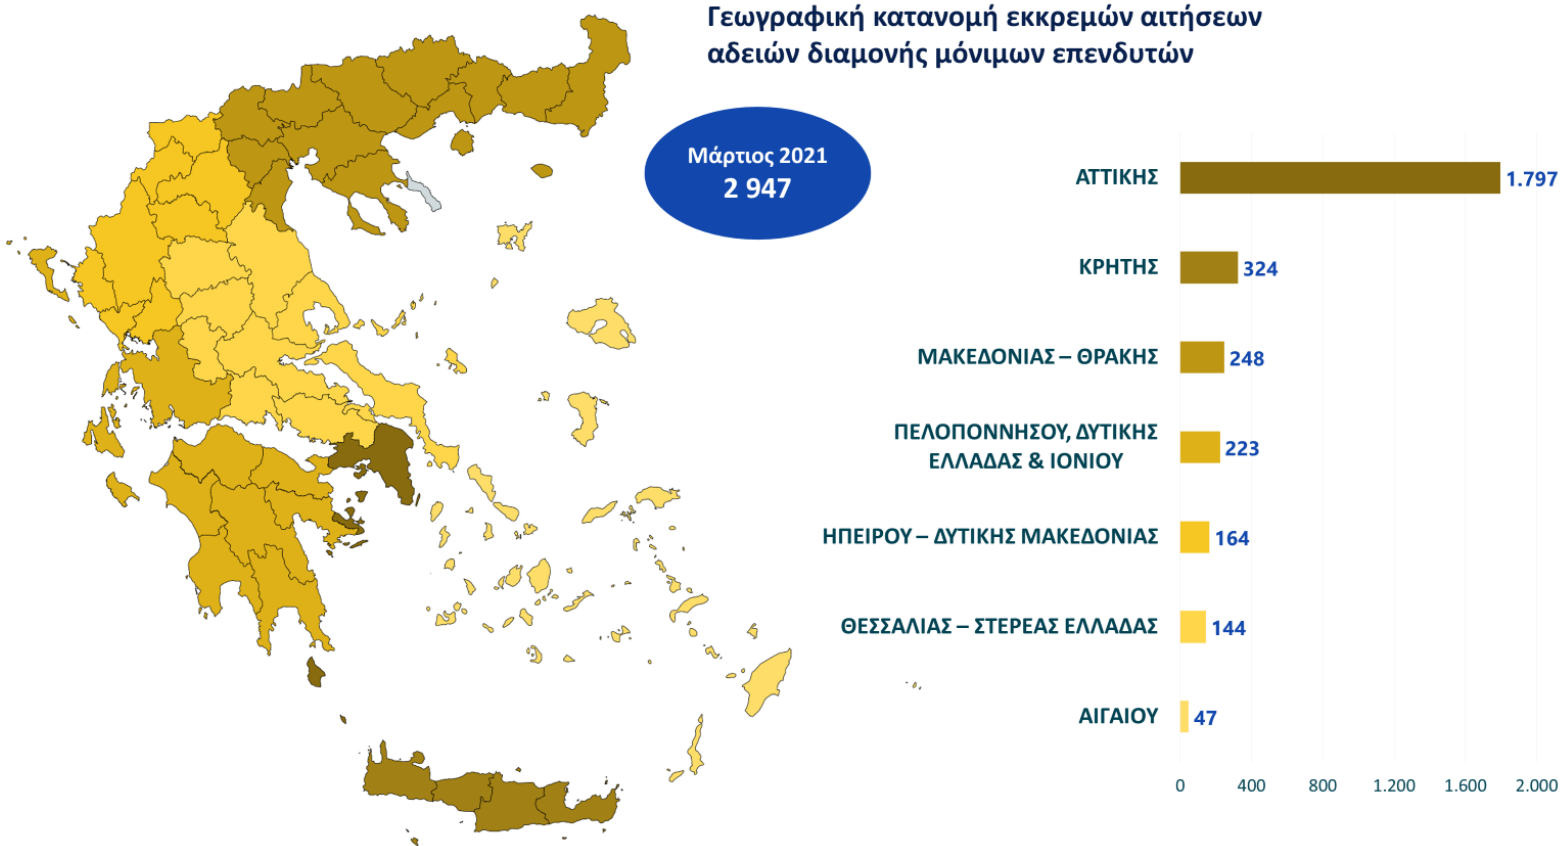 Γεωγραφική κατανομή εκκρεμών αιτήσεων
αδειών διαμονής μόνιμων επενδυτών
Μάρτιος 2021
2 947
ΑΤΤΙΚΗΣ
1.797
ΚΡΗΤΗΣ
324
ΜΑΚΕΔΟΝΙΑΣ – ΘΡΑΚΗΣ
248
ΠΕΛΟΠΟΝΝΗΣΟΥ, ΔΥΤΙΚΗΣ
ΕΛΛΑΔΑΣ & ΙΟΝΙΟΥ
223
ΗΠΕΙΡΟΥ – ΔΥΤΙΚΗΣ ΜΑΚΕΔΟΝΙΑΣ
164
ΘΕΣΣΑΛΙΑΣ – ΣΤΕΡΕΑΣ ΕΛΛΑΔΑΣ
144
ΑΙΓΑΙΟΥ
47
0 400 800 1.200 1.600 2.000